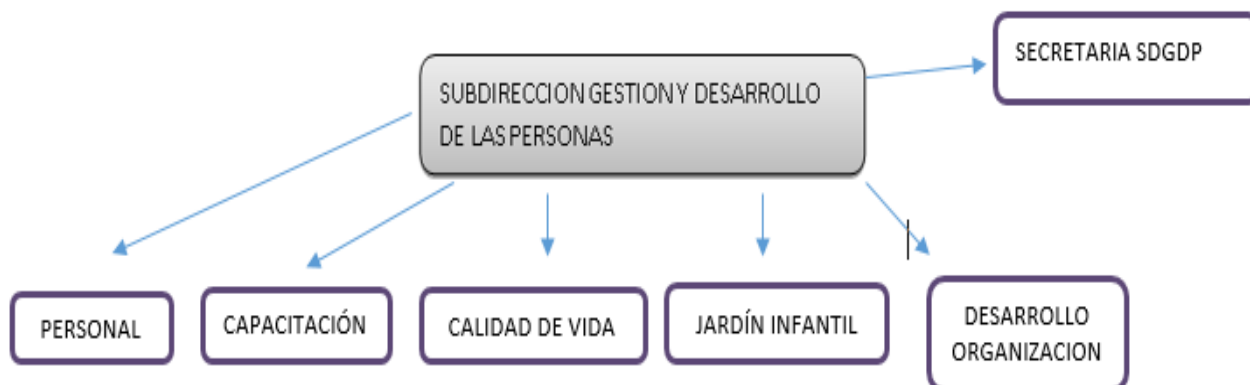 SECRETARIA SDGDP
SUBDIRECCION GESTION Y DESARROLLO
DE LAS PERSONAS
PERSONAL
CAPACITACIÓN
CALIDAD DE VIDA
JARDÍN INFANTIL
DESARROLLO
ORGANIZACION